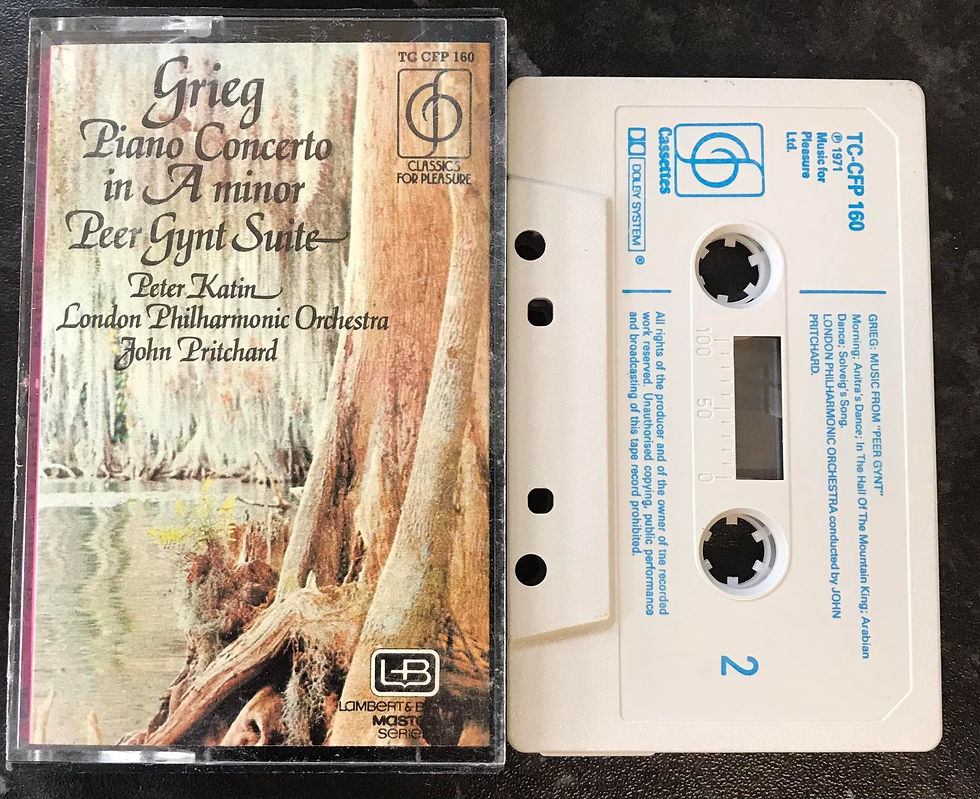 TC CFP 160
Grieg
Piano Concerto
in A minor
Peer Gynt Suite
Peter Katin
London Philharmonic Orchestra
John Pritchard
CLASSICS
FOR PLEASURE
LB
LAMBERT &
SERIE
TC-CFP 160
℗ 1971
Music for
Pleasure
Ltd.
Cassettes
DOLBY SYSTEM ®
GRIEG: MUSIC FROM "PEER GYNT"
Morning; Anitra's Dance; In The Hall Of The Mountain King; Arabian
Dance; Solveig's Song.
LONDON PHILHARMONIC ORCHESTRA conducted by JOHN
PRITCHARD.
100 50 0
All rights of the producer and of the owner of the recorded
work reserved. Unauthorised copying, public performance
and broadcasting of this tape record prohibited.
2